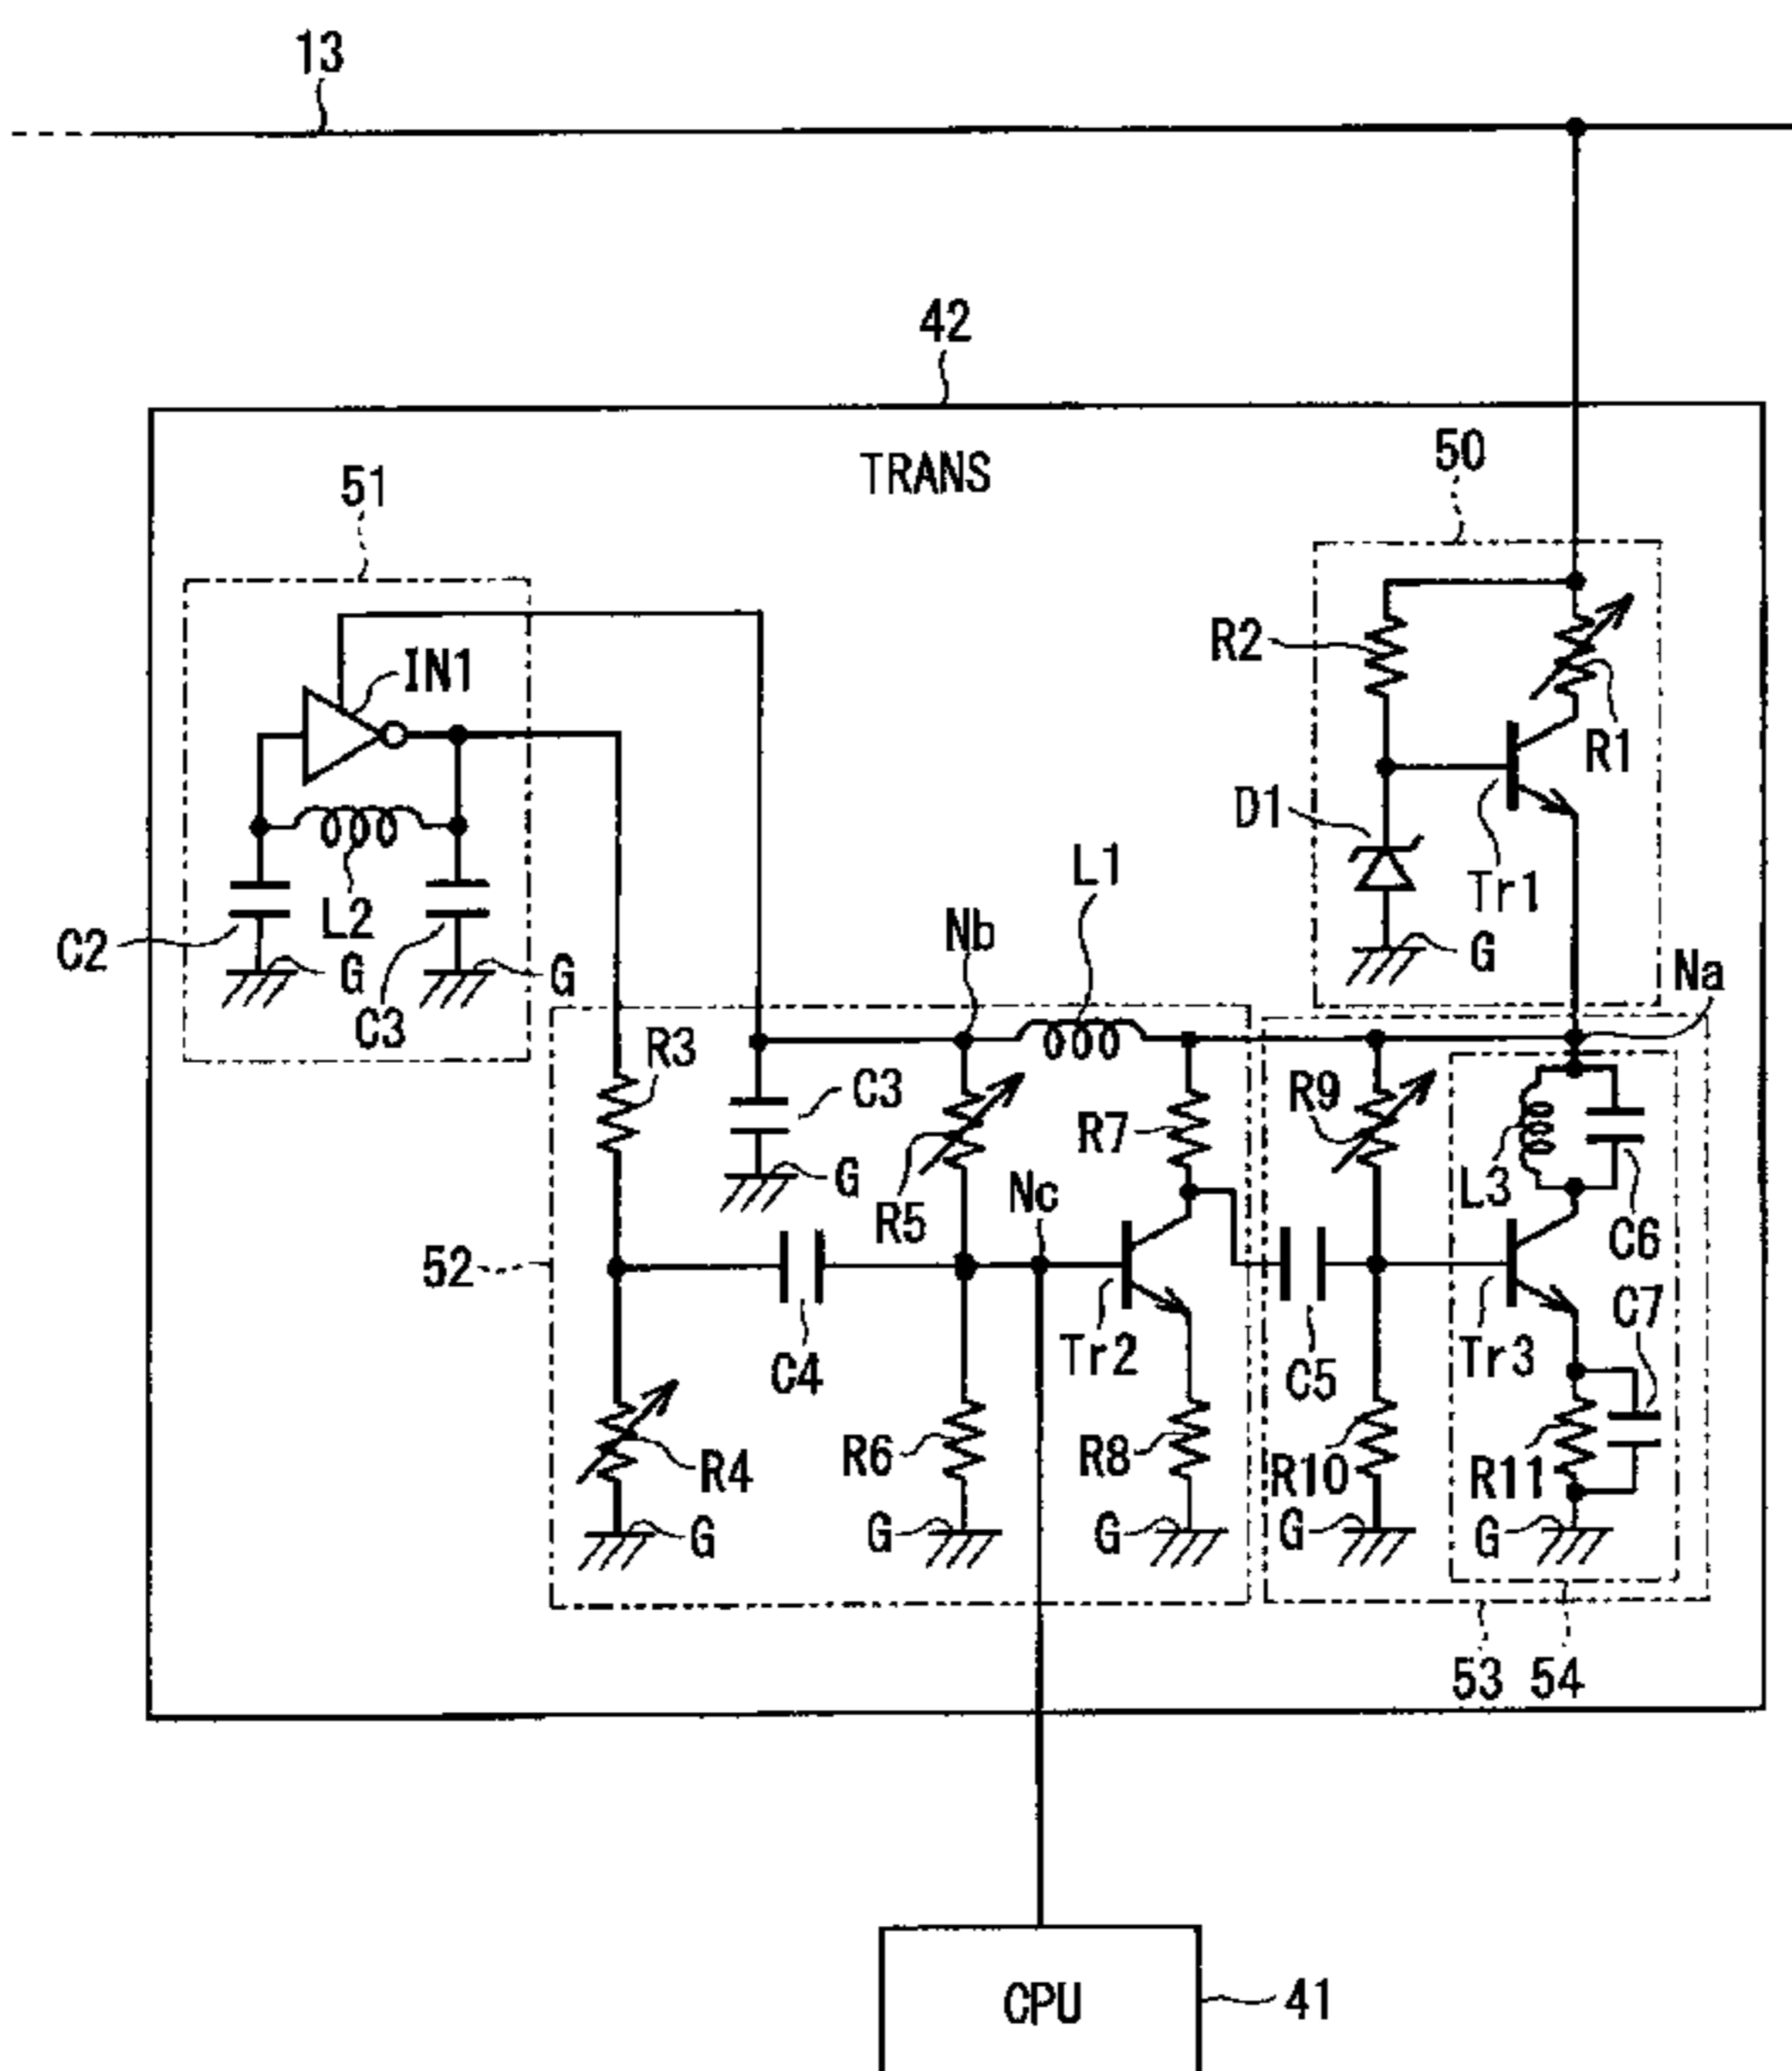 13
42
TRANS
50
51
R2
IN1
R1
D1
Tr1
L1
L2
C2
G
G
C3
Nb
G
Na
R3
C3
R9
R7
G
L3
R5
Nc
C6
52
C7
Tr2
Tr3
C4
C5
R4
R6
R8
R10
R11
G
G
G
G
G
53
54
CPU
41